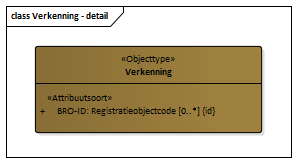 class Verkenning - detail
«Objecttype»
Verkenning
«Attribuutsoort»
+ BRO-ID: Registratieobjectcode [0..*] {id}